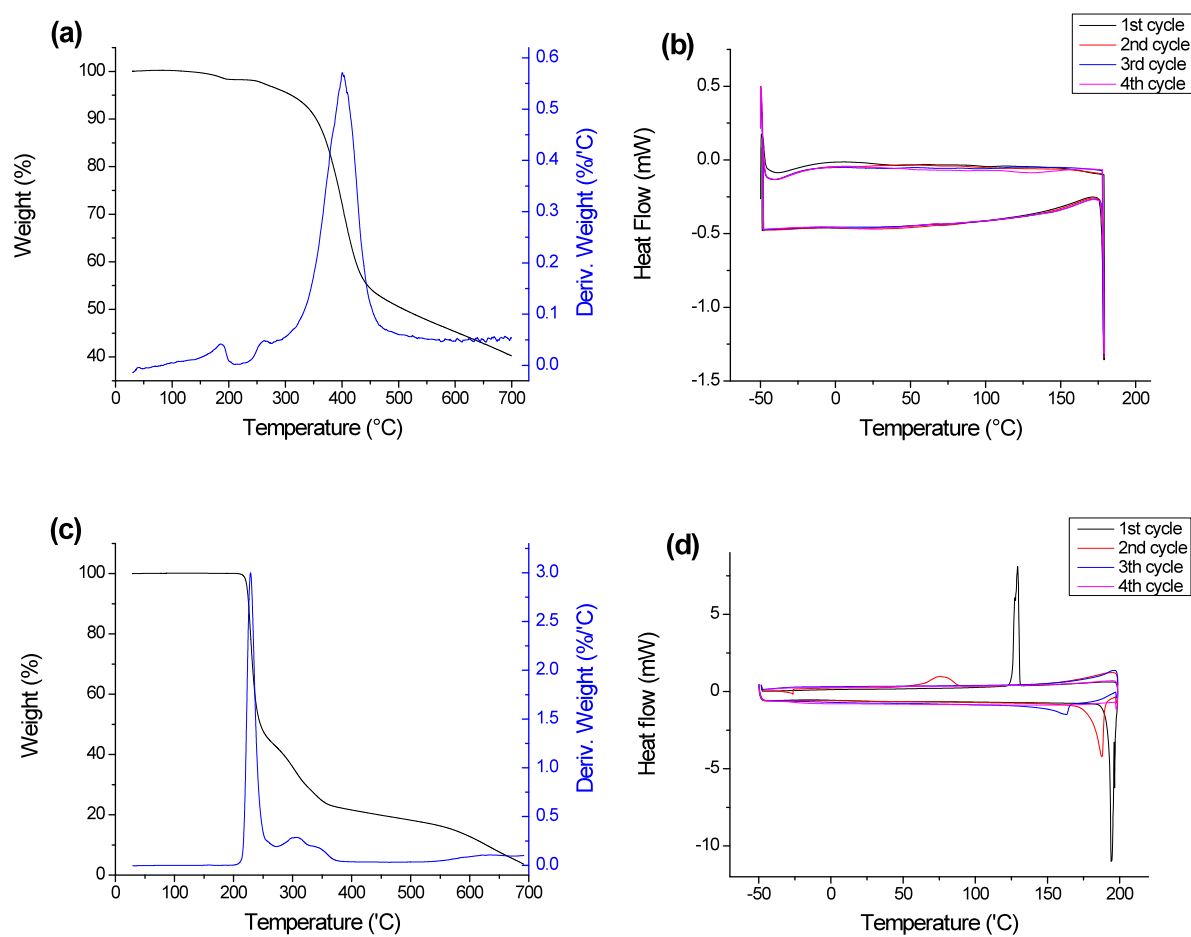 (a)
Weight (%)
100
90
80
70
60
50
40
0 100 200 300 400 500 600 700
Temperature (°C)
0.6
0.5
0.4
0.3
0.2
0.1
0.0
Deriv. Weight (%/'C)
(b)
1st cycle
2nd cycle
3rd cycle
4th cycle
Heat Flow (mW)
0.5
0.0
-0.5
-1.0
-1.5
-50 0 50 100 150 200
Temperature (°C)
(c)
Weight (%)
100
80
60
40
20
0
0 100 200 300 400 500 600 700
Temperature ('C)
3.0
2.5
2.0
1.5
1.0
0.5
0.0
Deriv. Weight (%/'C)
(d)
1st cycle
2nd cycle
3th cycle
4th cycle
Heat flow (mW)
5
0
-5
-10
-50 0 50 100 150 200
Temperature ('C)